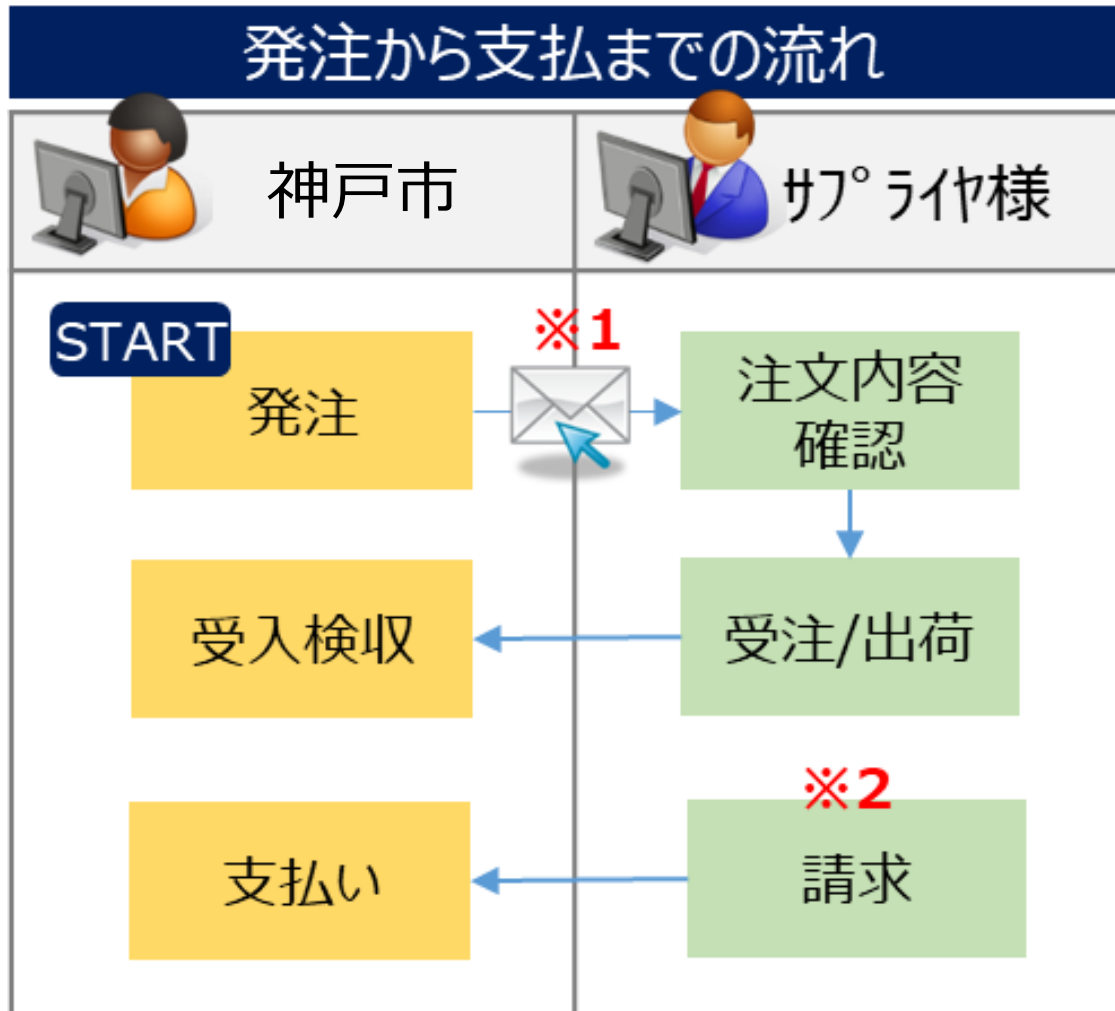 発注から支払までの流れ
神戸市
ｻﾌﾟﾗｲﾔ様
START
※1
発注
注文内容
確認
受入検収
受注/出荷
※2
支払い
請求